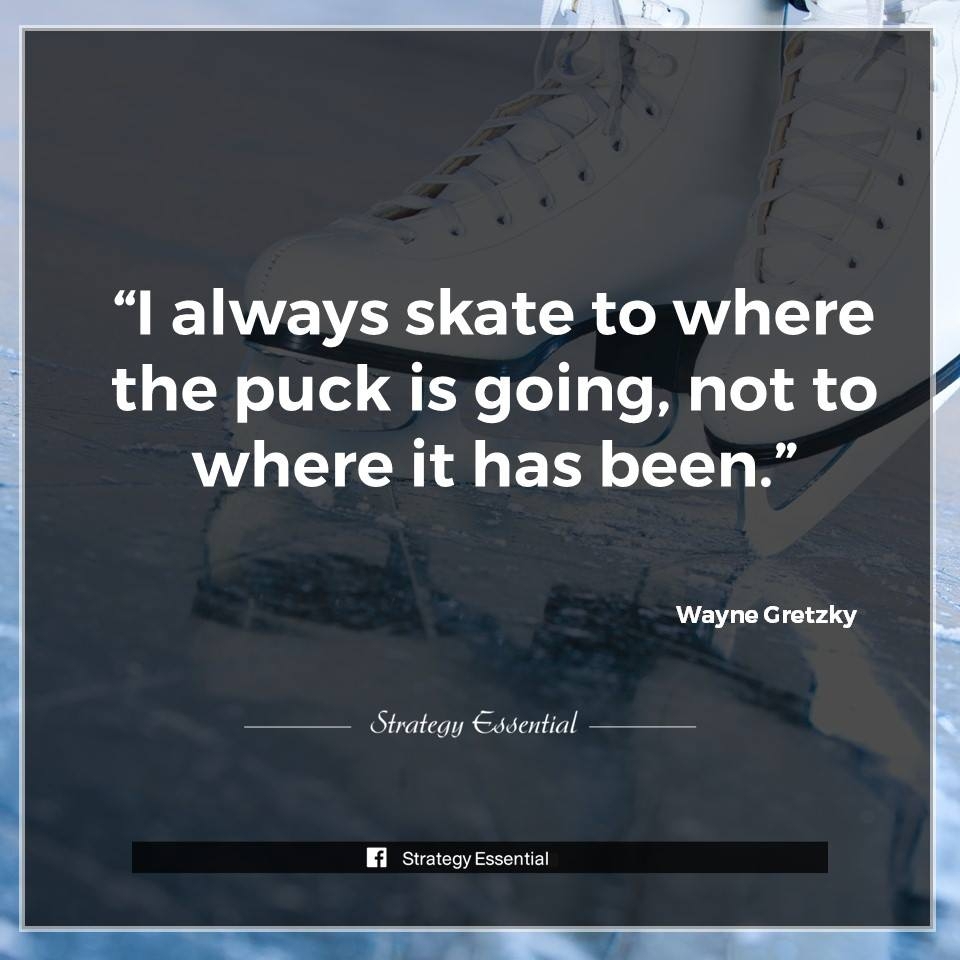 “I always skate to where
the puck is going, not to
where it has been.”
Wayne Gretzky
Strategy Essential
Strategy Essential